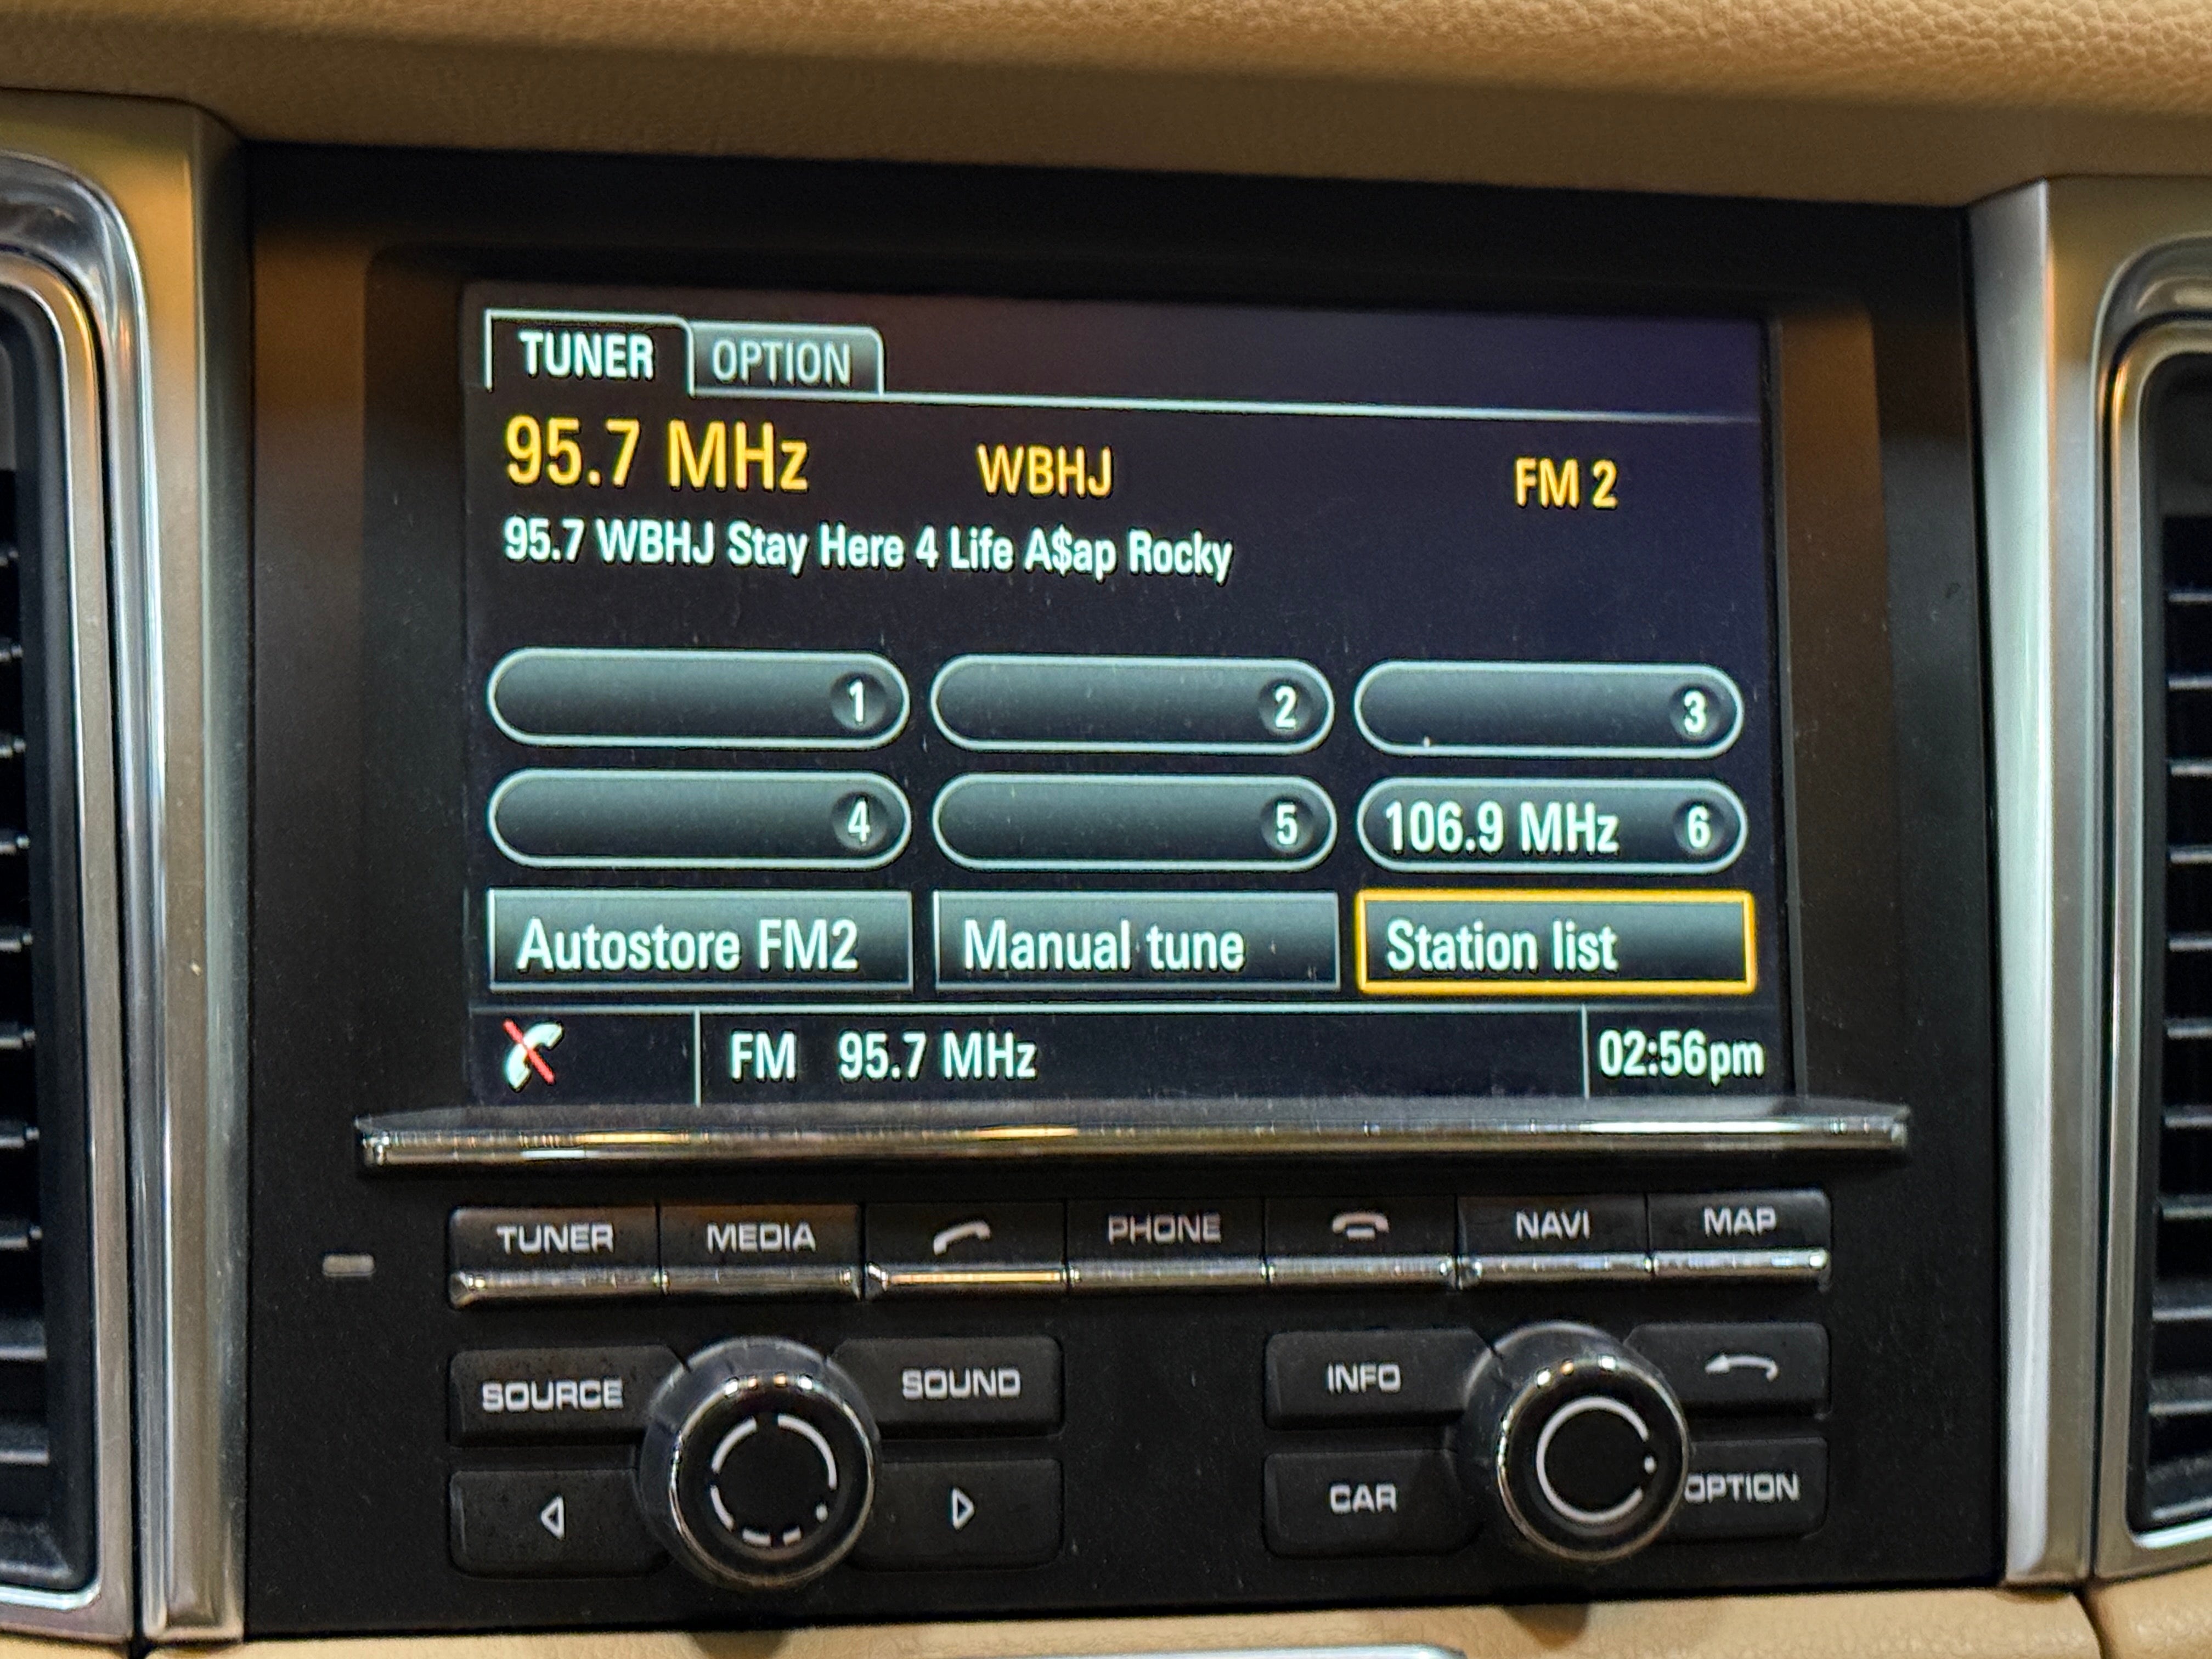 TUNER OPTION
95.7 MHz WBHJ FM 2
95.7 WBHJ Stay Here 4 Life A$ap Rocky
1 2 3
4 5 106.9 MHz 6
Autostore FM2 Manual tune Station list
FM 95.7 MHz 02:56pm
TUNER MEDIA PHONE NAVI MAP
SOURCE SOUND INFO
CAR OPTION